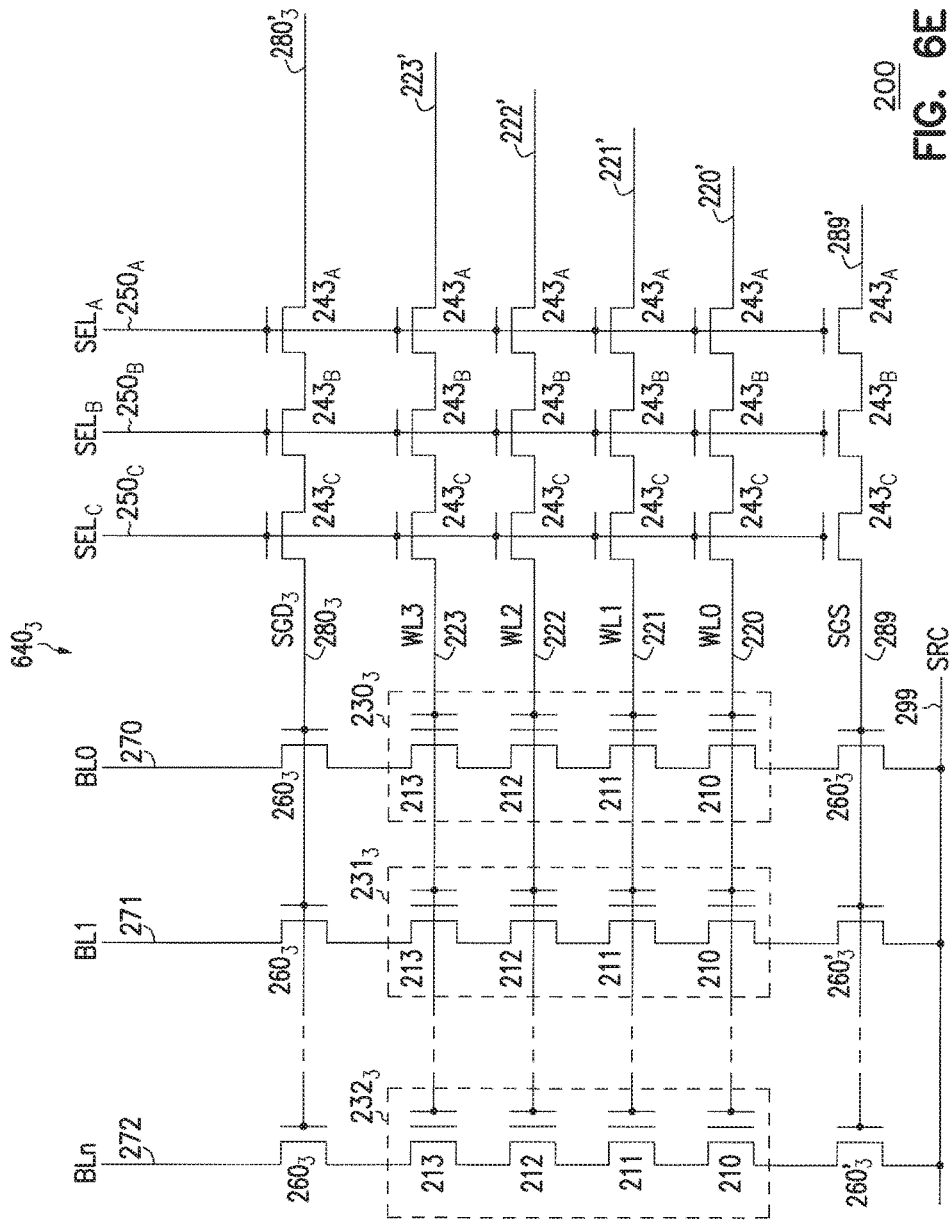 640₃
BLn BL1 BL0 SEL_C SEL_B SEL_A
272 271 270 250_C 250_B 250_A
260₃ 260₃ 260₃ SGD₃ 280₃ 243_C 243_B 243_A 280'₃
232₃ 231₃ 230₃
213 213 213 WL3 223 243_C 243_B 243_A 223'
212 212 212 WL2 222 243_C 243_B 243_A 222'
211 211 211 WL1 221 243_C 243_B 243_A 221'
210 210 210 WL0 220 243_C 243_B 243_A 220'
260'₃ 260'₃ 260'₃ SGS 289 243_C 243_B 243_A 289'
299 SRC
200
FIG. 6E